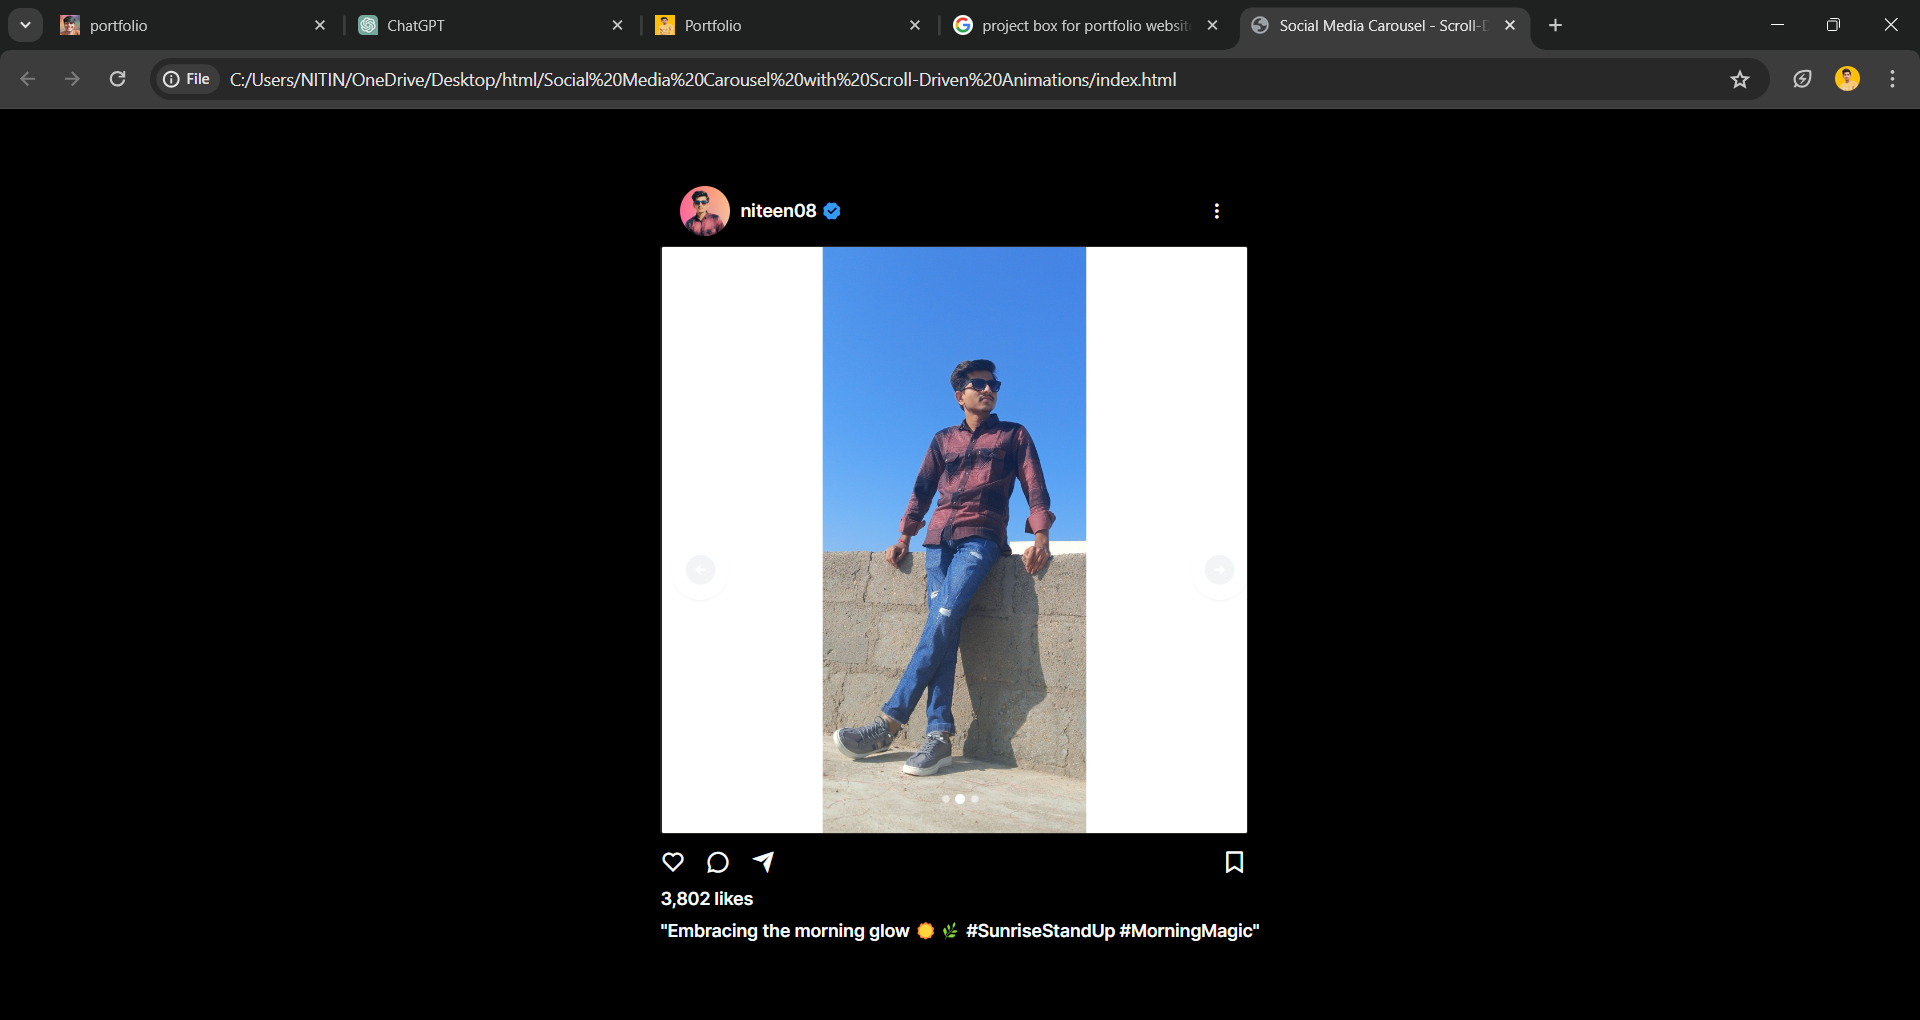 portfolio
ChatGPT
Portfolio
project box for portfolio websit
Social Media Carousel - Scroll-D
File
C:/Users/NITIN/OneDrive/Desktop/html/Social%20Media%20Carousel%20with%20Scroll-Driven%20Animations/index.html
niteen08
3,802 likes
"Embracing the morning glow 🌞 🌿 #SunriseStandUp #MorningMagic"